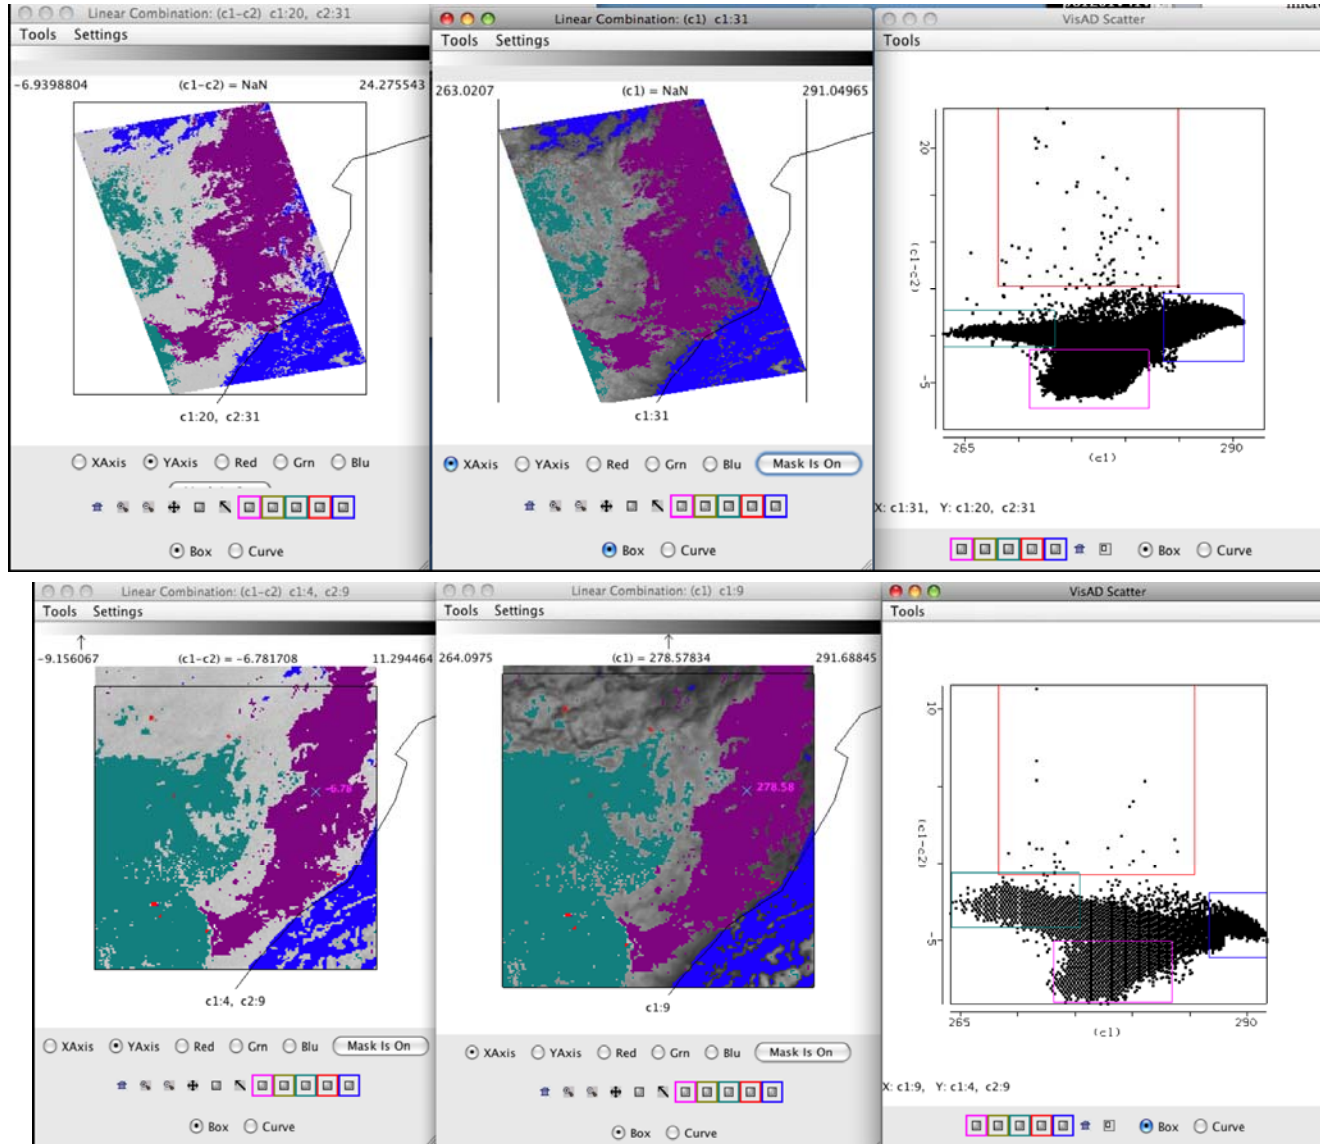 Linear Combination: (c1-c2) c1:20, c2:31
Tools Settings
-6.9398804 (c1-c2) = NaN 24.275543
c1:20, c2:31
XAxis YAxis Red Grn Blu
Box Curve
Linear Combination: (c1) c1:31
Tools Settings
263.0207 (c1) = NaN 291.04965
c1:31
XAxis YAxis Red Grn Blu Mask Is On
Box Curve
VisAD Scatter
Tools
20
(c1-c2)
-5
265 290
(c1)
X: c1:31, Y: c1:20, c2:31
Box Curve
Linear Combination: (c1-c2) c1:4, c2:9
Tools Settings
-9.156067 (c1-c2) = -6.781708 11.294464
-6.78
c1:4, c2:9
XAxis YAxis Red Grn Blu Mask Is On
Box Curve
Linear Combination: (c1) c1:9
Tools Settings
264.0975 (c1) = 278.57834 291.68845
278.58
c1:9
XAxis YAxis Red Grn Blu Mask Is On
Box Curve
VisAD Scatter
Tools
10
(c1-c2)
-5
265 290
(c1)
X: c1:9, Y: c1:4, c2:9
Box Curve